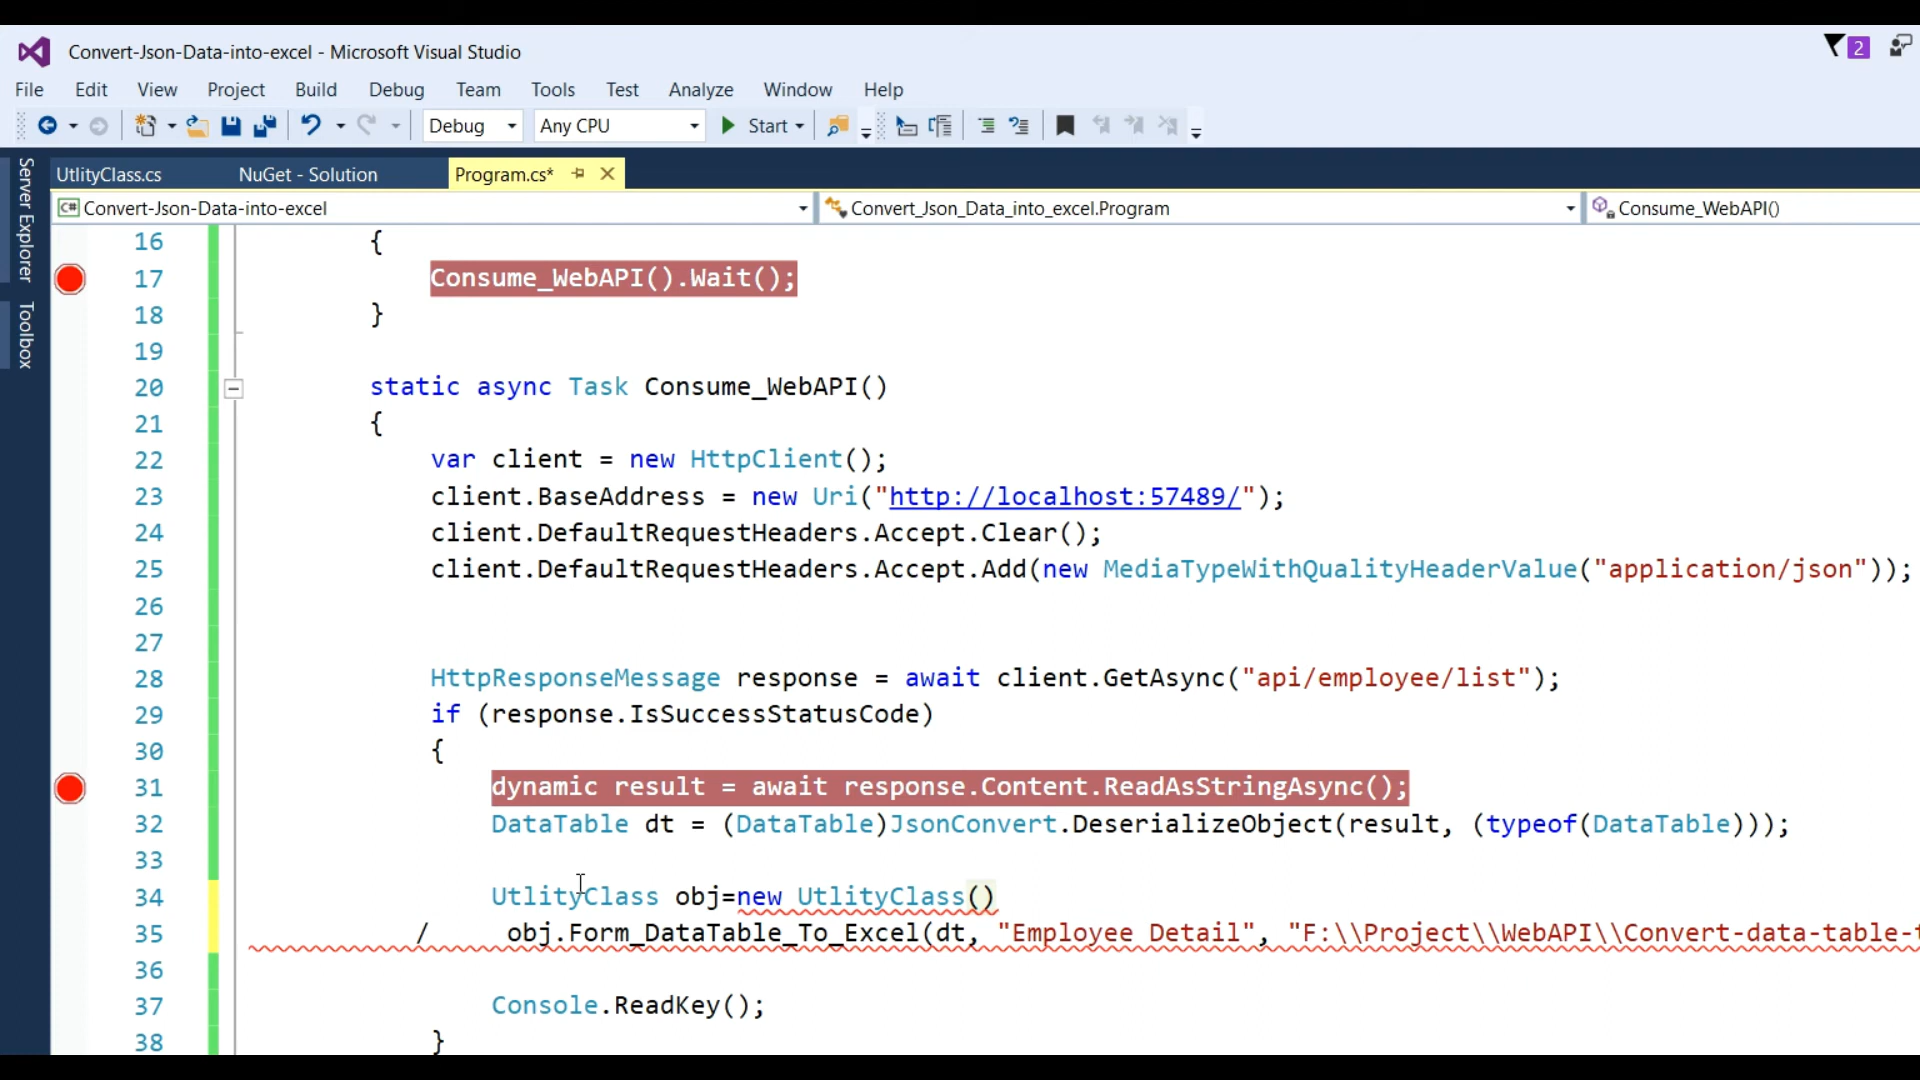 Convert-Json-Data-into-excel - Microsoft Visual Studio
2
File Edit View Project Build Debug Team Tools Test Analyze Window Help
Debug Any CPU Start
Server Explorer
Toolbox
UtlityClass.cs NuGet - Solution Program.cs*
C# Convert-Json-Data-into-excel Convert_Json_Data_into_excel.Program Consume_WebAPI()
16 {
17 Consume_WebAPI().Wait();
18 }
19
20 static async Task Consume_WebAPI()
21 {
22 var client = new HttpClient();
23 client.BaseAddress = new Uri("http://localhost:57489/");
24 client.DefaultRequestHeaders.Accept.Clear();
25 client.DefaultRequestHeaders.Accept.Add(new MediaTypeWithQualityHeaderValue("application/json"));
26
27
28 HttpResponseMessage response = await client.GetAsync("api/employee/list");
29 if (response.IsSuccessStatusCode)
30 {
31 dynamic result = await response.Content.ReadAsStringAsync();
32 DataTable dt = (DataTable)JsonConvert.DeserializeObject(result, (typeof(DataTable)));
33
34 UtlityClass obj=new UtlityClass()
35 / obj.Form_DataTable_To_Excel(dt, "Employee Detail", "F:\\Project\\WebAPI\\Convert-data-table-t
36
37 Console.ReadKey();
38 }